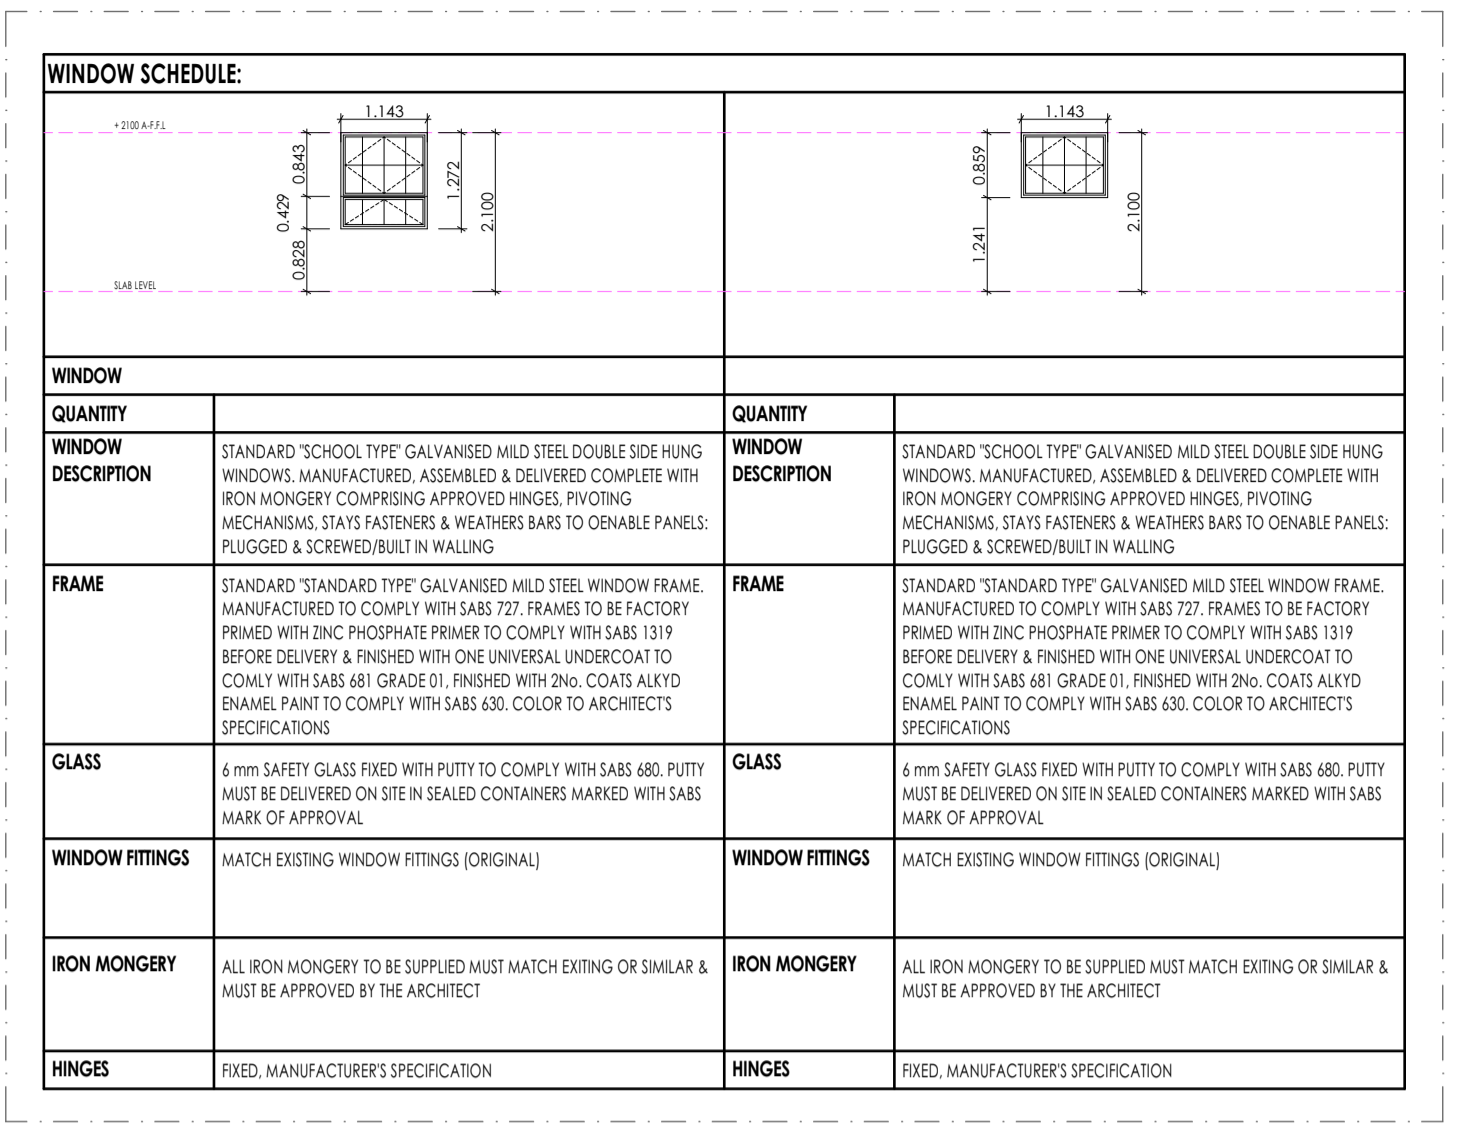 WINDOW SCHEDULE:
1.143
+ 2100 A-F.F.L
0.843
0.429
0.828
1.272
2.100
SLAB LEVEL
1.143
0.859
1.241
2.100
WINDOW
QUANTITY
WINDOW
DESCRIPTION
STANDARD "SCHOOL TYPE" GALVANISED MILD STEEL DOUBLE SIDE HUNG
WINDOWS. MANUFACTURED, ASSEMBLED & DELIVERED COMPLETE WITH
IRON MONGERY COMPRISING APPROVED HINGES, PIVOTING
MECHANISMS, STAYS FASTENERS & WEATHERS BARS TO OENABLE PANELS:
PLUGGED & SCREWED/BUILT IN WALLING
FRAME
STANDARD "STANDARD TYPE" GALVANISED MILD STEEL WINDOW FRAME.
MANUFACTURED TO COMPLY WITH SABS 727. FRAMES TO BE FACTORY
PRIMED WITH ZINC PHOSPHATE PRIMER TO COMPLY WITH SABS 1319
BEFORE DELIVERY & FINISHED WITH ONE UNIVERSAL UNDERCOAT TO
COMLY WITH SABS 681 GRADE 01, FINISHED WITH 2No. COATS ALKYD
ENAMEL PAINT TO COMPLY WITH SABS 630. COLOR TO ARCHITECT'S
SPECIFICATIONS
GLASS
6 mm SAFETY GLASS FIXED WITH PUTTY TO COMPLY WITH SABS 680. PUTTY
MUST BE DELIVERED ON SITE IN SEALED CONTAINERS MARKED WITH SABS
MARK OF APPROVAL
WINDOW FITTINGS
MATCH EXISTING WINDOW FITTINGS (ORIGINAL)
IRON MONGERY
ALL IRON MONGERY TO BE SUPPLIED MUST MATCH EXITING OR SIMILAR &
MUST BE APPROVED BY THE ARCHITECT
HINGES
FIXED, MANUFACTURER'S SPECIFICATION
QUANTITY
WINDOW
DESCRIPTION
STANDARD "SCHOOL TYPE" GALVANISED MILD STEEL DOUBLE SIDE HUNG
WINDOWS. MANUFACTURED, ASSEMBLED & DELIVERED COMPLETE WITH
IRON MONGERY COMPRISING APPROVED HINGES, PIVOTING
MECHANISMS, STAYS FASTENERS & WEATHERS BARS TO OENABLE PANELS:
PLUGGED & SCREWED/BUILT IN WALLING
FRAME
STANDARD "STANDARD TYPE" GALVANISED MILD STEEL WINDOW FRAME.
MANUFACTURED TO COMPLY WITH SABS 727. FRAMES TO BE FACTORY
PRIMED WITH ZINC PHOSPHATE PRIMER TO COMPLY WITH SABS 1319
BEFORE DELIVERY & FINISHED WITH ONE UNIVERSAL UNDERCOAT TO
COMLY WITH SABS 681 GRADE 01, FINISHED WITH 2No. COATS ALKYD
ENAMEL PAINT TO COMPLY WITH SABS 630. COLOR TO ARCHITECT'S
SPECIFICATIONS
GLASS
6 mm SAFETY GLASS FIXED WITH PUTTY TO COMPLY WITH SABS 680. PUTTY
MUST BE DELIVERED ON SITE IN SEALED CONTAINERS MARKED WITH SABS
MARK OF APPROVAL
WINDOW FITTINGS
MATCH EXISTING WINDOW FITTINGS (ORIGINAL)
IRON MONGERY
ALL IRON MONGERY TO BE SUPPLIED MUST MATCH EXITING OR SIMILAR &
MUST BE APPROVED BY THE ARCHITECT
HINGES
FIXED, MANUFACTURER'S SPECIFICATION